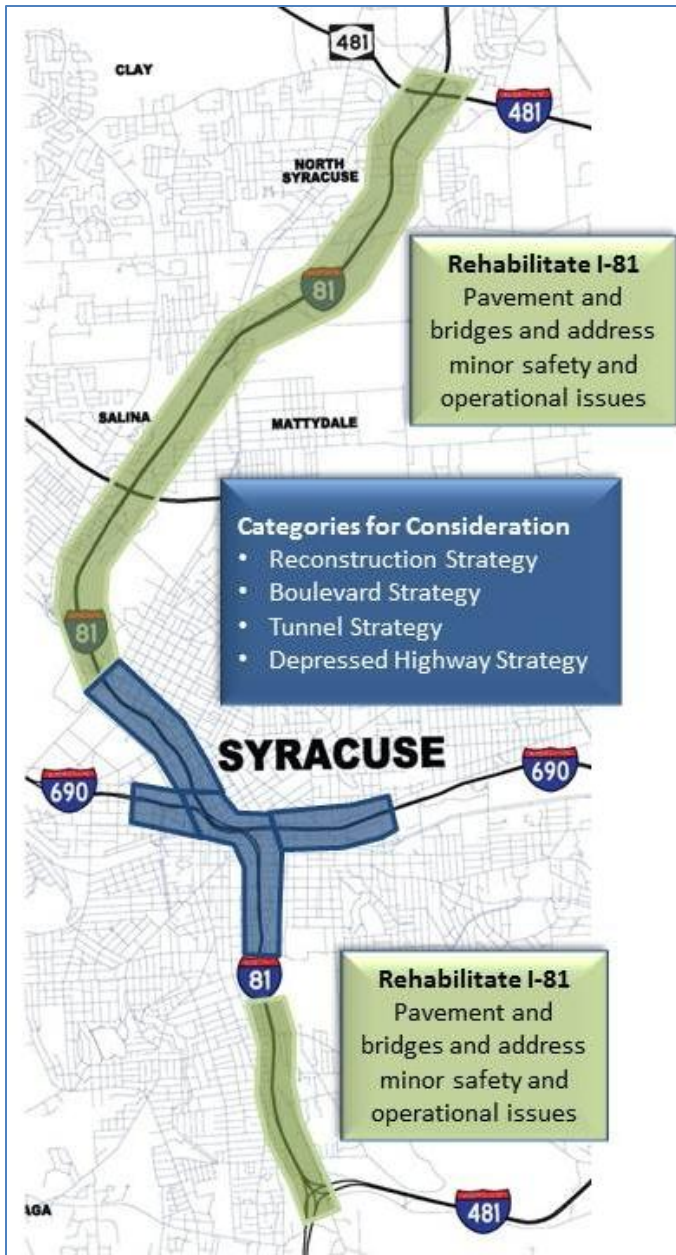 481
CLAY
481
NORTH
SYRACUSE
Rehabilitate I-81
Pavement and
bridges and address
minor safety and
operational issues
81
SALINA
MATTYDALE
Categories for Consideration
• Reconstruction Strategy
• Boulevard Strategy
• Tunnel Strategy
• Depressed Highway Strategy
81
SYRACUSE
690
690
81
Rehabilitate I-81
Pavement and
bridges and address
minor safety and
operational issues
AGA
481